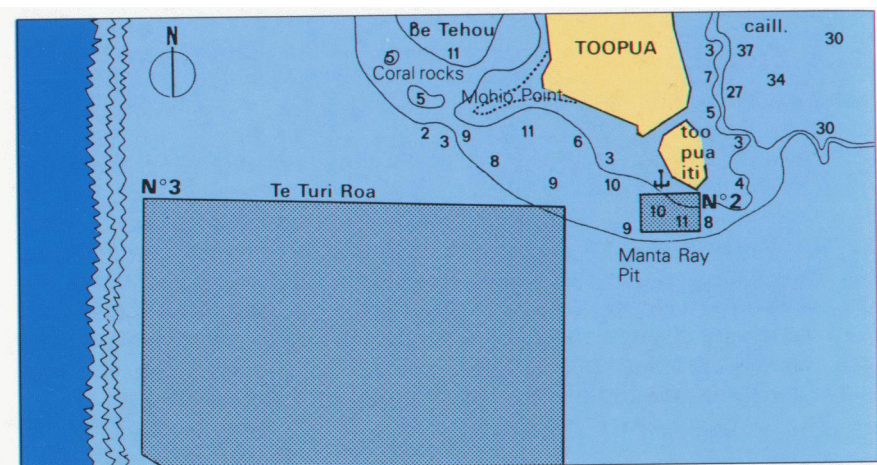 N
Be Tehou
11
5
Coral rocks
5
Mohio Point
TOOPUA
caill.
3
37
30
7
34
27
5
2
3
9
11
6
8
3
9
10
too
pua
iti
3
30
4
N°3
Te Turi Roa
N°2
10
11
8
9
Manta Ray
Pit